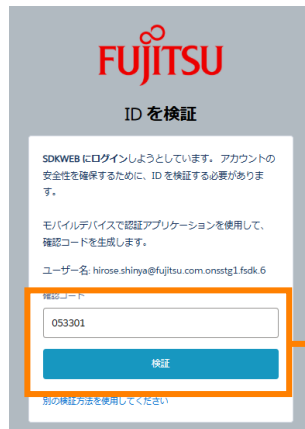 FUJITSU
ID を検証
SDKWEB にログインしようとしています。 アカウントの
安全性を確保するために、ID を検証する必要がありま
す。
モバイルデバイスで認証アプリケーションを使用して、
確認コードを生成します。
ユーザー名: hirose.shinya@fujitsu.com.onsstg1.fsdk.6
確認コード
053301
検証
別の検証方法を使用してください